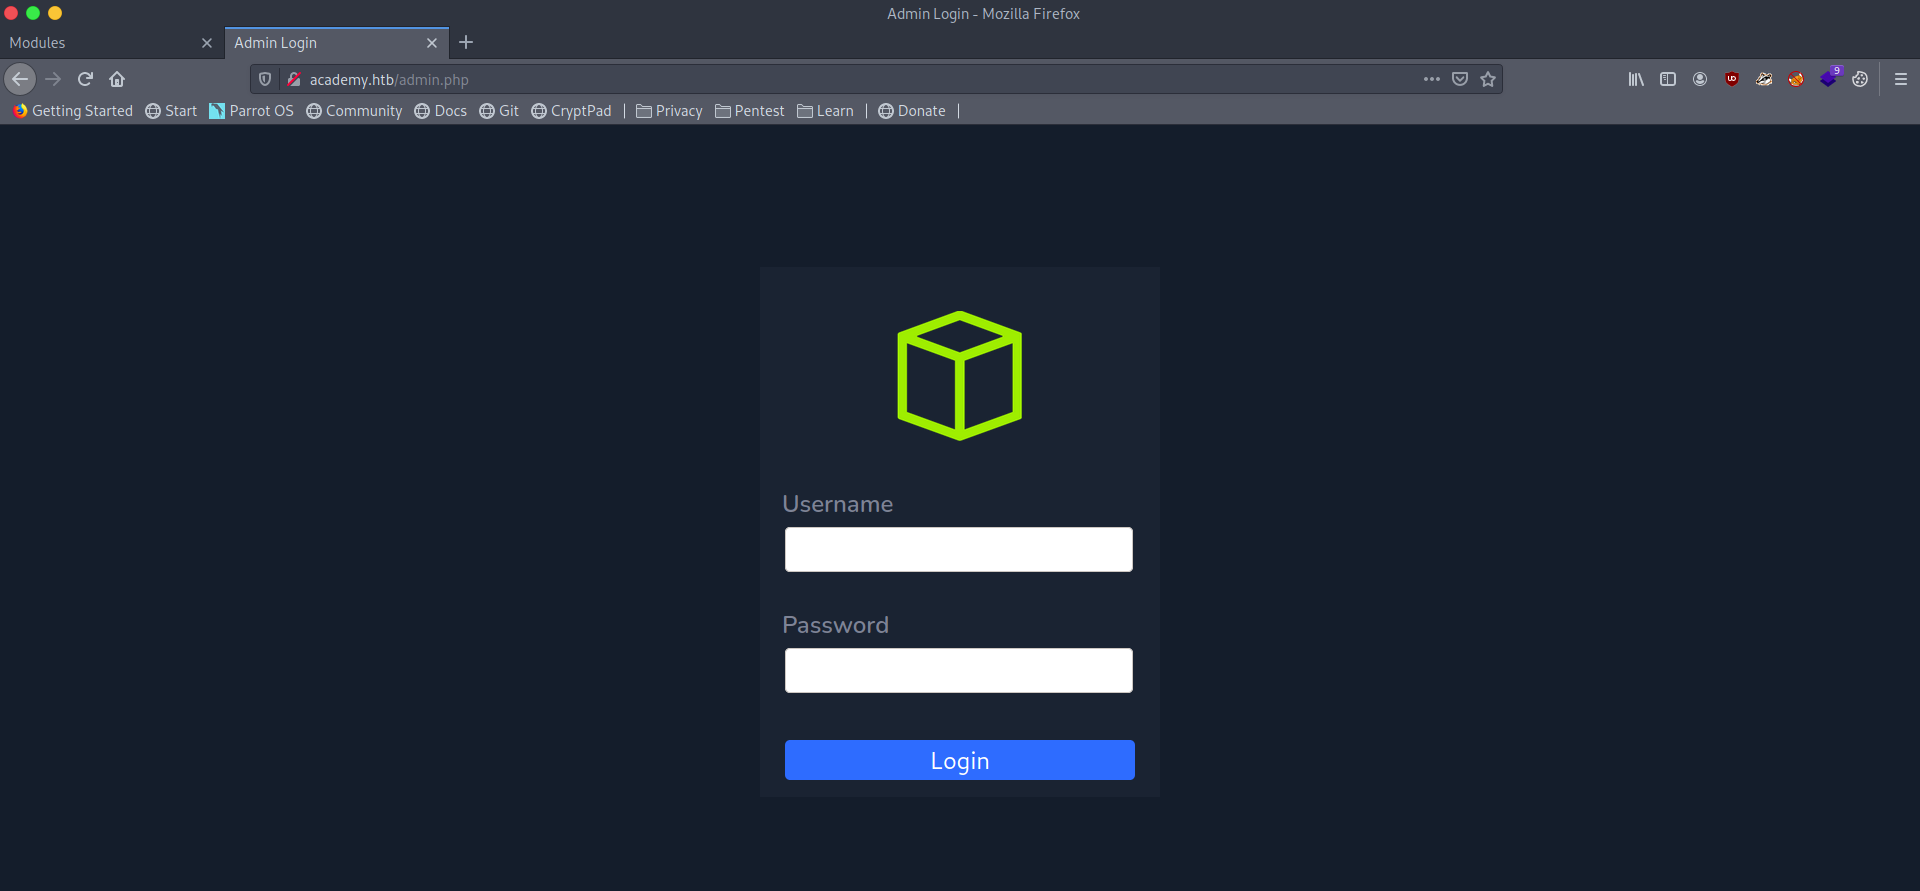 Admin Login - Mozilla Firefox
Modules Admin Login
academy.htb/admin.php 9
Getting Started Start Parrot OS Community Docs Git CryptPad Privacy Pentest Learn Donate
Username
Password
Login